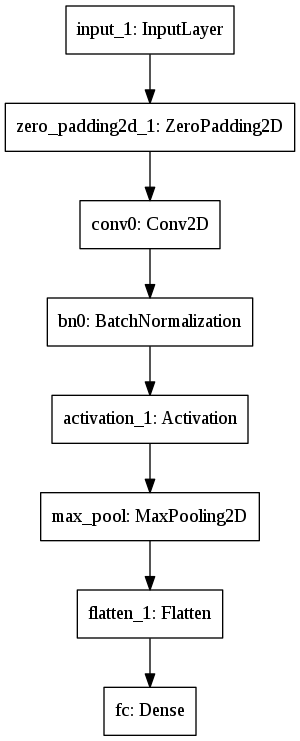 input_1: InputLayer
zero_padding2d_1: ZeroPadding2D
conv0: Conv2D
bn0: BatchNormalization
activation_1: Activation
max_pool: MaxPooling2D
flatten_1: Flatten
fc: Dense